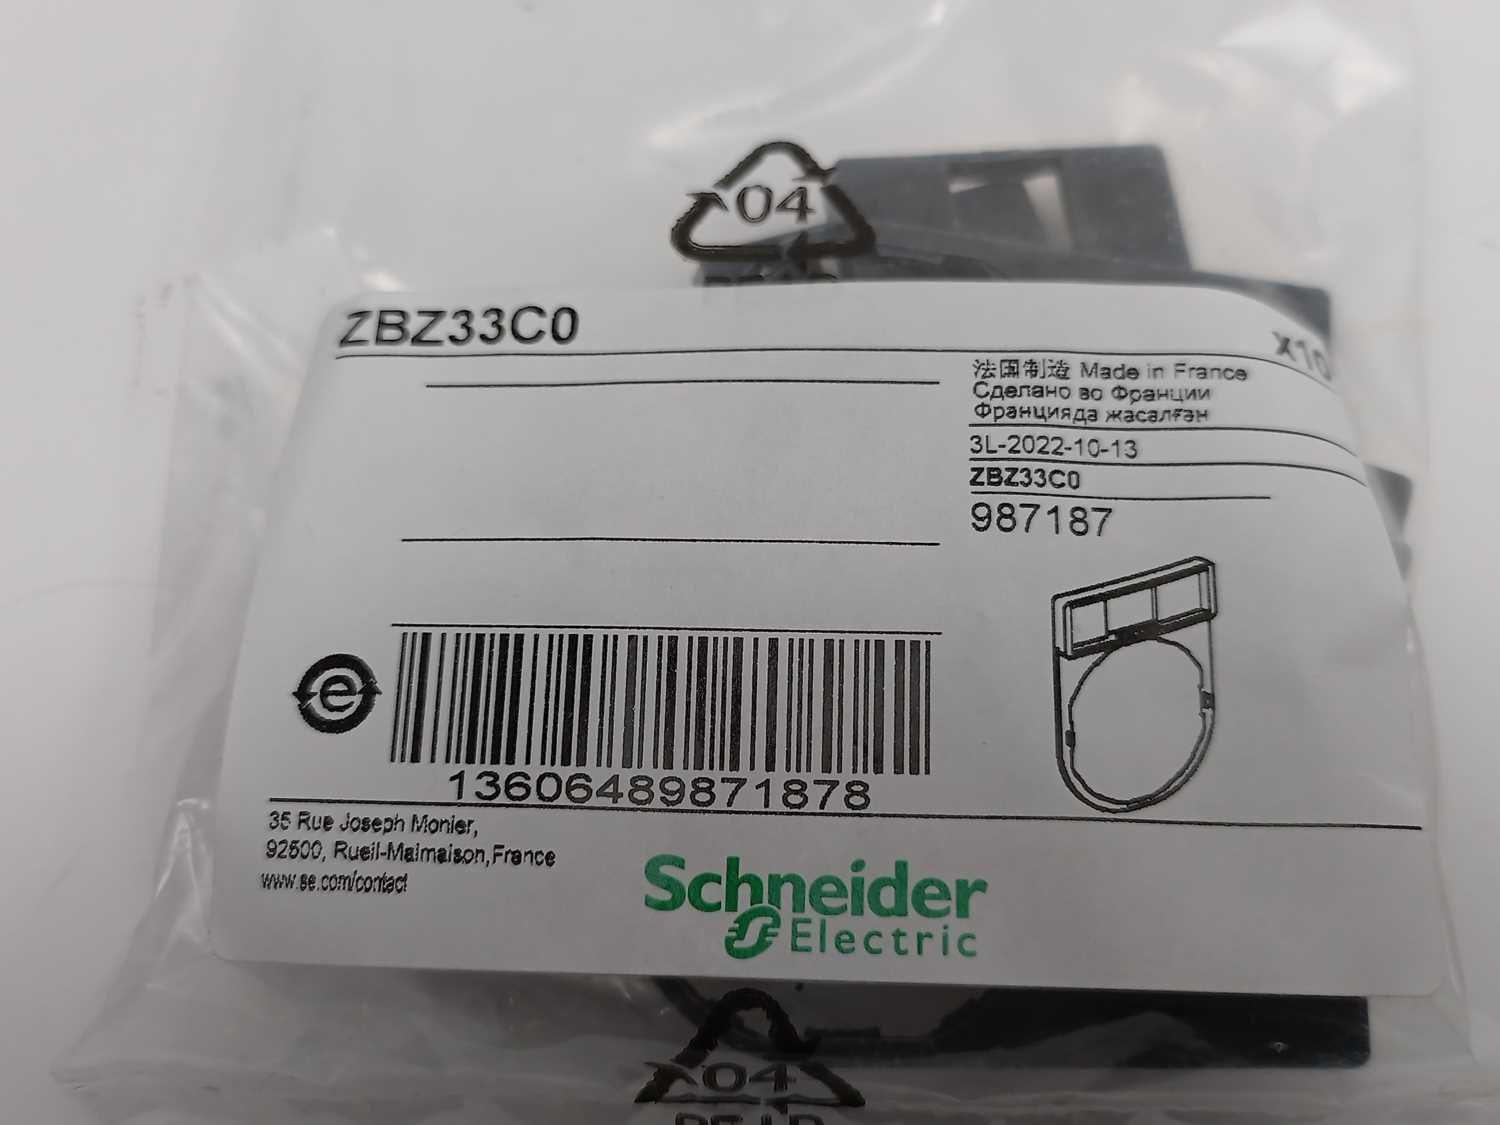 04
ZBZ33C0
x10
法国制造 Made in France
Сделано во Франции
Францияда жасалған
3L-2022-10-13
ZBZ33C0
987187
e
13606489871878
35 Rue Joseph Monier,
92500, Rueil-Malmaison,France
www.se.com/contact
Schneider
Electric
04